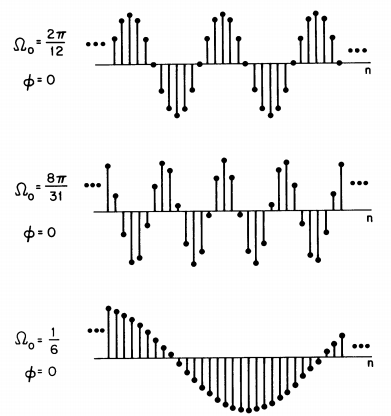 Ω₀ = 2π/12
φ = 0
n
Ω₀ = 8π/31
φ = 0
n
Ω₀ = 1/6
φ = 0
n